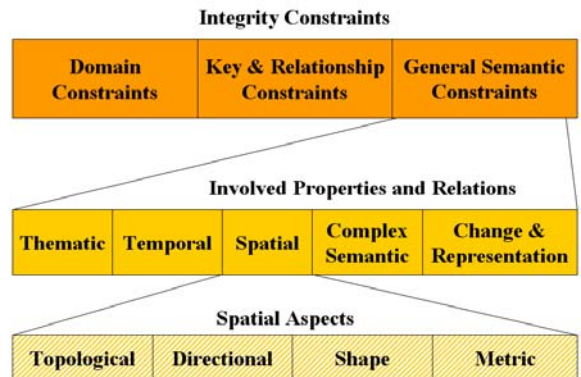 Integrity Constraints
Domain Constraints
Key & Relationship Constraints
General Semantic Constraints
Involved Properties and Relations
Thematic
Temporal
Spatial
Complex Semantic
Change & Representation
Spatial Aspects
Topological
Directional
Shape
Metric